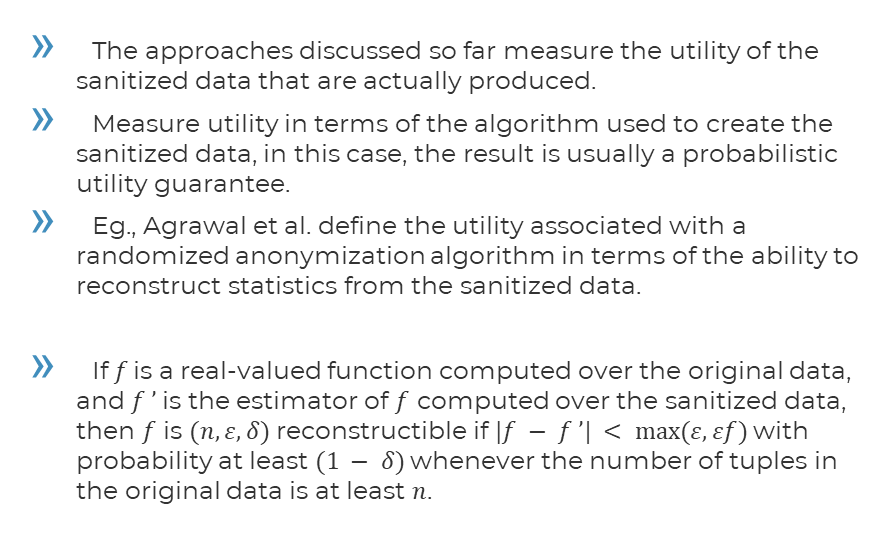 » The approaches discussed so far measure the utility of the
sanitized data that are actually produced.
» Measure utility in terms of the algorithm used to create the
sanitized data, in this case, the result is usually a probabilistic
utility guarantee.
» Eg., Agrawal et al. define the utility associated with a
randomized anonymization algorithm in terms of the ability to
reconstruct statistics from the sanitized data.
» If f is a real-valued function computed over the original data,
and f ’ is the estimator of f computed over the sanitized data,
then f is (n, ε, δ) reconstructible if |f − f ’| < max(ε, εf) with
probability at least (1 − δ) whenever the number of tuples in
the original data is at least n.